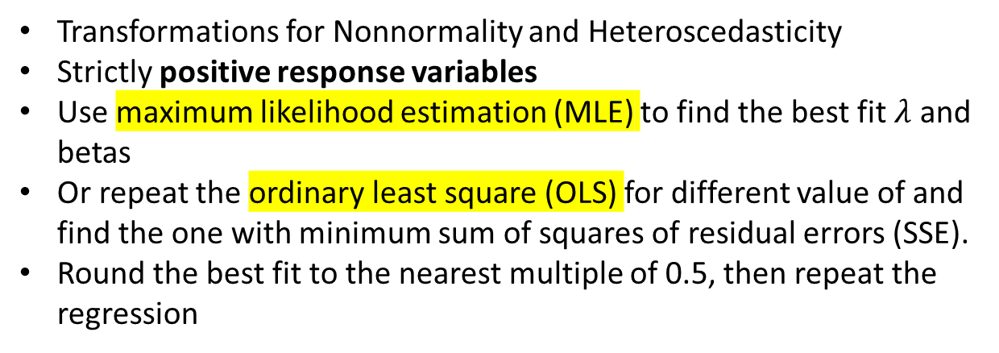 • Transformations for Nonnormality and Heteroscedasticity
• Strictly positive response variables
• Use maximum likelihood estimation (MLE) to find the best fit λ and
betas
• Or repeat the ordinary least square (OLS) for different value of and
find the one with minimum sum of squares of residual errors (SSE).
• Round the best fit to the nearest multiple of 0.5, then repeat the
regression